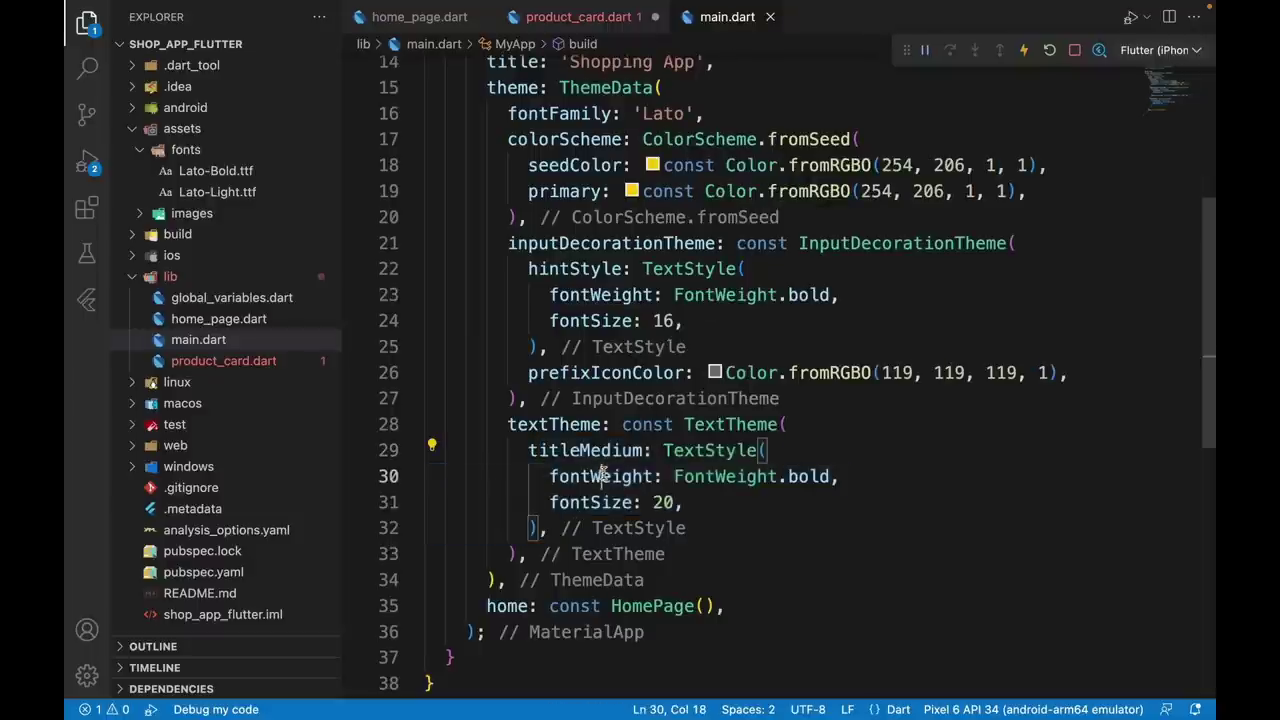 EXPLORER
home_page.dart
product_card.dart 1
main.dart
SHOP_APP_FLUTTER
lib > main.dart > MyApp > build
Flutter (iPhon
.dart_tool
.idea
android
assets
fonts
Lato-Bold.ttf
Lato-Light.ttf
images
build
ios
lib
global_variables.dart
home_page.dart
main.dart
product_card.dart 1
linux
macos
test
web
windows
.gitignore
.metadata
analysis_options.yaml
pubspec.lock
pubspec.yaml
README.md
shop_app_flutter.iml
OUTLINE
TIMELINE
DEPENDENCIES
1
2
14 title: 'Shopping App',
15 theme: ThemeData(
16 fontFamily: 'Lato',
17 colorScheme: ColorScheme.fromSeed(
18 seedColor: const Color.fromRGBO(254, 206, 1, 1),
19 primary: const Color.fromRGBO(254, 206, 1, 1),
20 ), // ColorScheme.fromSeed
21 inputDecorationTheme: const InputDecorationTheme(
22 hintStyle: TextStyle(
23 fontWeight: FontWeight.bold,
24 fontSize: 16,
25 ), // TextStyle
26 prefixIconColor: Color.fromRGBO(119, 119, 119, 1),
27 ), // InputDecorationTheme
28 textTheme: const TextTheme(
29 titleMedium: TextStyle(
30 fontWeight: FontWeight.bold,
31 fontSize: 20,
32 ), // TextStyle
33 ), // TextTheme
34 ), // ThemeData
35 home: const HomePage(),
36 ); // MaterialApp
37 }
38 }
1 0 Debug my code Ln 30, Col 18 Spaces: 2 UTF-8 LF {} Dart Pixel 6 API 34 (android-arm64 emulator)